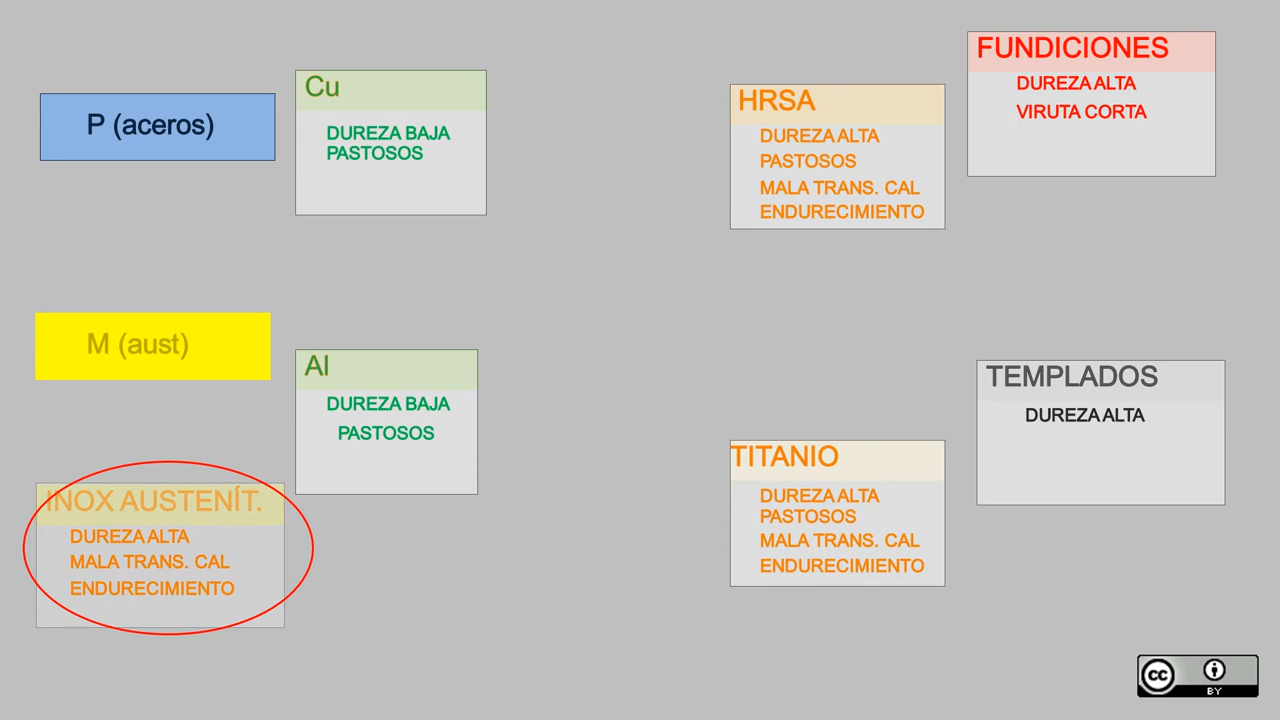 P (aceros)
Cu
DUREZA BAJA
PASTOSOS
HRSA
DUREZA ALTA
PASTOSOS
MALA TRANS. CAL
ENDURECIMIENTO
FUNDICIONES
DUREZA ALTA
VIRUTA CORTA
M (aust)
Al
DUREZA BAJA
PASTOSOS
INOX AUSTENÍT.
DUREZA ALTA
MALA TRANS. CAL
ENDURECIMIENTO
TITANIO
DUREZA ALTA
PASTOSOS
MALA TRANS. CAL
ENDURECIMIENTO
TEMPLADOS
DUREZA ALTA
cc
BY